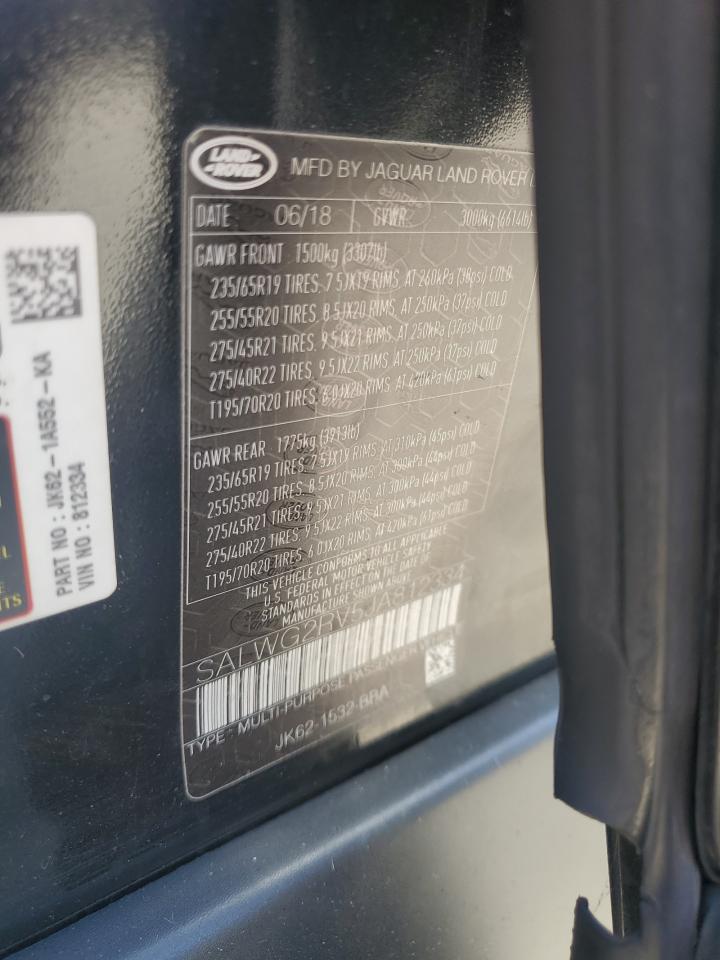 LAND-
-ROVER
MFD BY JAGUAR LAND ROVER
DATE 06/18 GVWR 3000kg (6614lb)
GAWR FRONT 1500kg (3307lb)
235/65R19 TIRES, 7.5JX19 RIMS, AT 260kPa (38psi) COLD
255/55R20 TIRES, 8.5JX20 RIMS, AT 250kPa (37psi) COLD
275/45R21 TIRES, 9.5JX21 RIMS, AT 250kPa (37psi) COLD
275/40R22 TIRES, 9.5JX22 RIMS, AT 250kPa (37psi) COLD
T195/70R20 TIRES, 6.0JX20 RIMS, AT 420kPa (61psi) COLD
GAWR REAR 1775kg (3913lb)
235/65R19 TIRES, 7.5JX19 RIMS, AT 310kPa (45psi) COLD
255/55R20 TIRES, 8.5JX20 RIMS, AT 300kPa (44psi) COLD
275/45R21 TIRES, 9.5JX21 RIMS, AT 300kPa (44psi) COLD
275/40R22 TIRES, 9.5JX22 RIMS, AT 300kPa (44psi) COLD
T195/70R20 TIRES, 6.0JX20 RIMS, AT 420kPa (61psi) COLD
THIS VEHICLE CONFORMS TO ALL APPLICABLE
U.S. FEDERAL MOTOR VEHICLE SAFETY
STANDARDS IN EFFECT ON THE DATE OF
MANUFACTURE SHOWN ABOVE.
SALWG2RV5JA812334
TYPE: MULTI-PURPOSE PASSENGER VEHICLE
JK62-1532-BRA
PART NO : JK62-1A552-KA
VIN NO : 812334